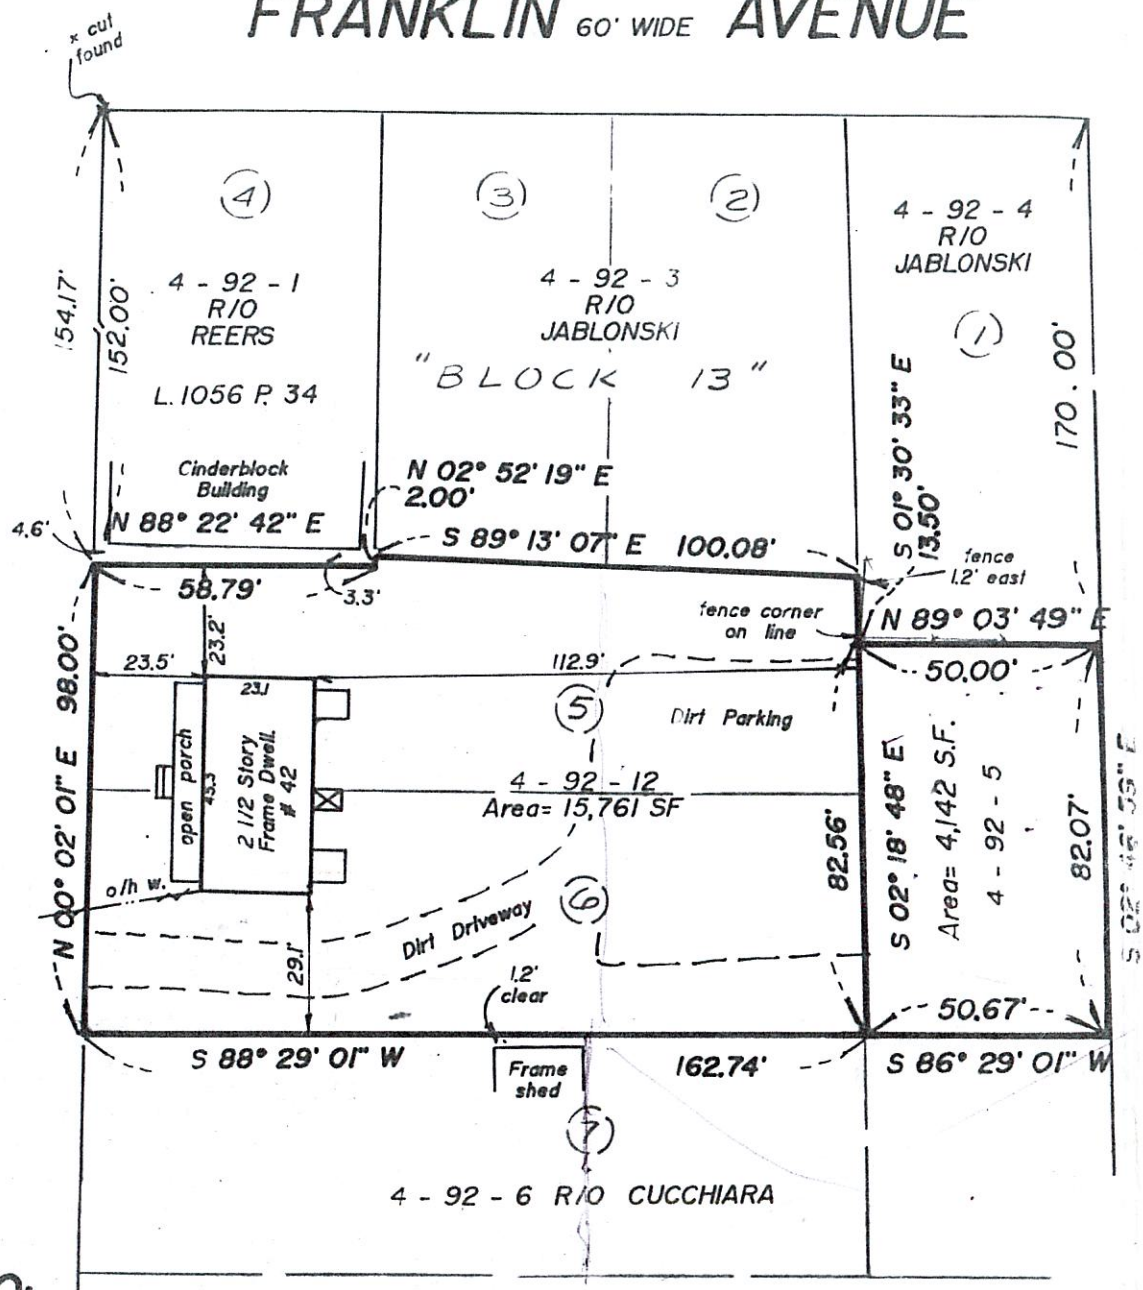 FRANKLIN 60' WIDE AVENUE
x cut
found
4
3
2
4 - 92 - 4
R/O
JABLONSKI
1
4 - 92 - 1
R/O
REERS
L. 1056 P. 34
4 - 92 - 3
R/O
JABLONSKI
"BLOCK 13"
154.17'
152.00'
170.00'
S 01° 30' 33" E
13.50'
Cinderblock
Building
N 88° 22' 42" E
N 02° 52' 19" E
2.00'
S 89° 13' 07" E 100.08'
4.6'
58.79'
3.3'
fence
1.2' east
fence corner
on line
N 89° 03' 49" E
50.00'
N 00° 02' 01" E 98.00'
23.5'
23.2'
112.9'
23.1
open porch
45.3
2 1/2 Story
Frame Dwell.
# 42
5
Dirt Parking
4 - 92 - 12
Area= 15,761 SF
82.56'
S 02° 18' 48" E
Area= 4,142 S.F.
4 - 92 - 5
82.07'
o/h w.
6
Dirt Driveway
29.1'
1.2'
clear
50.67'
S 88° 29' 01" W
162.74'
S 86° 29' 01" W
Frame
shed
7
4 - 92 - 6 R/O CUCCHIARA